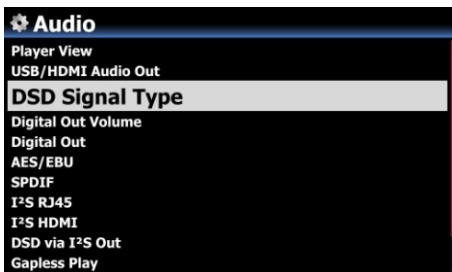 Audio
Player View
USB/HDMI Audio Out
DSD Signal Type
Digital Out Volume
Digital Out
AES/EBU
SPDIF
I²S RJ45
I²S HDMI
DSD via I²S Out
Gapless Play